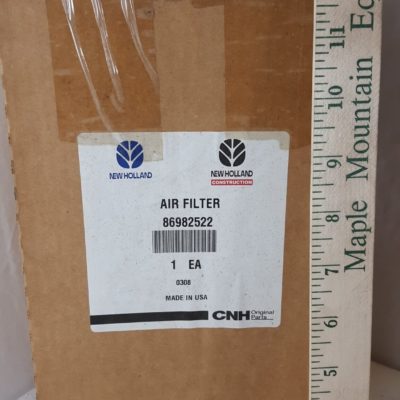 NEW HOLLAND
NEW HOLLAND
CONSTRUCTION
AIR FILTER
86982522
1 EA
0308
MADE IN USA
CNH Original
Parts
Maple Mountain Eq
11
10
9
8
7
6
5